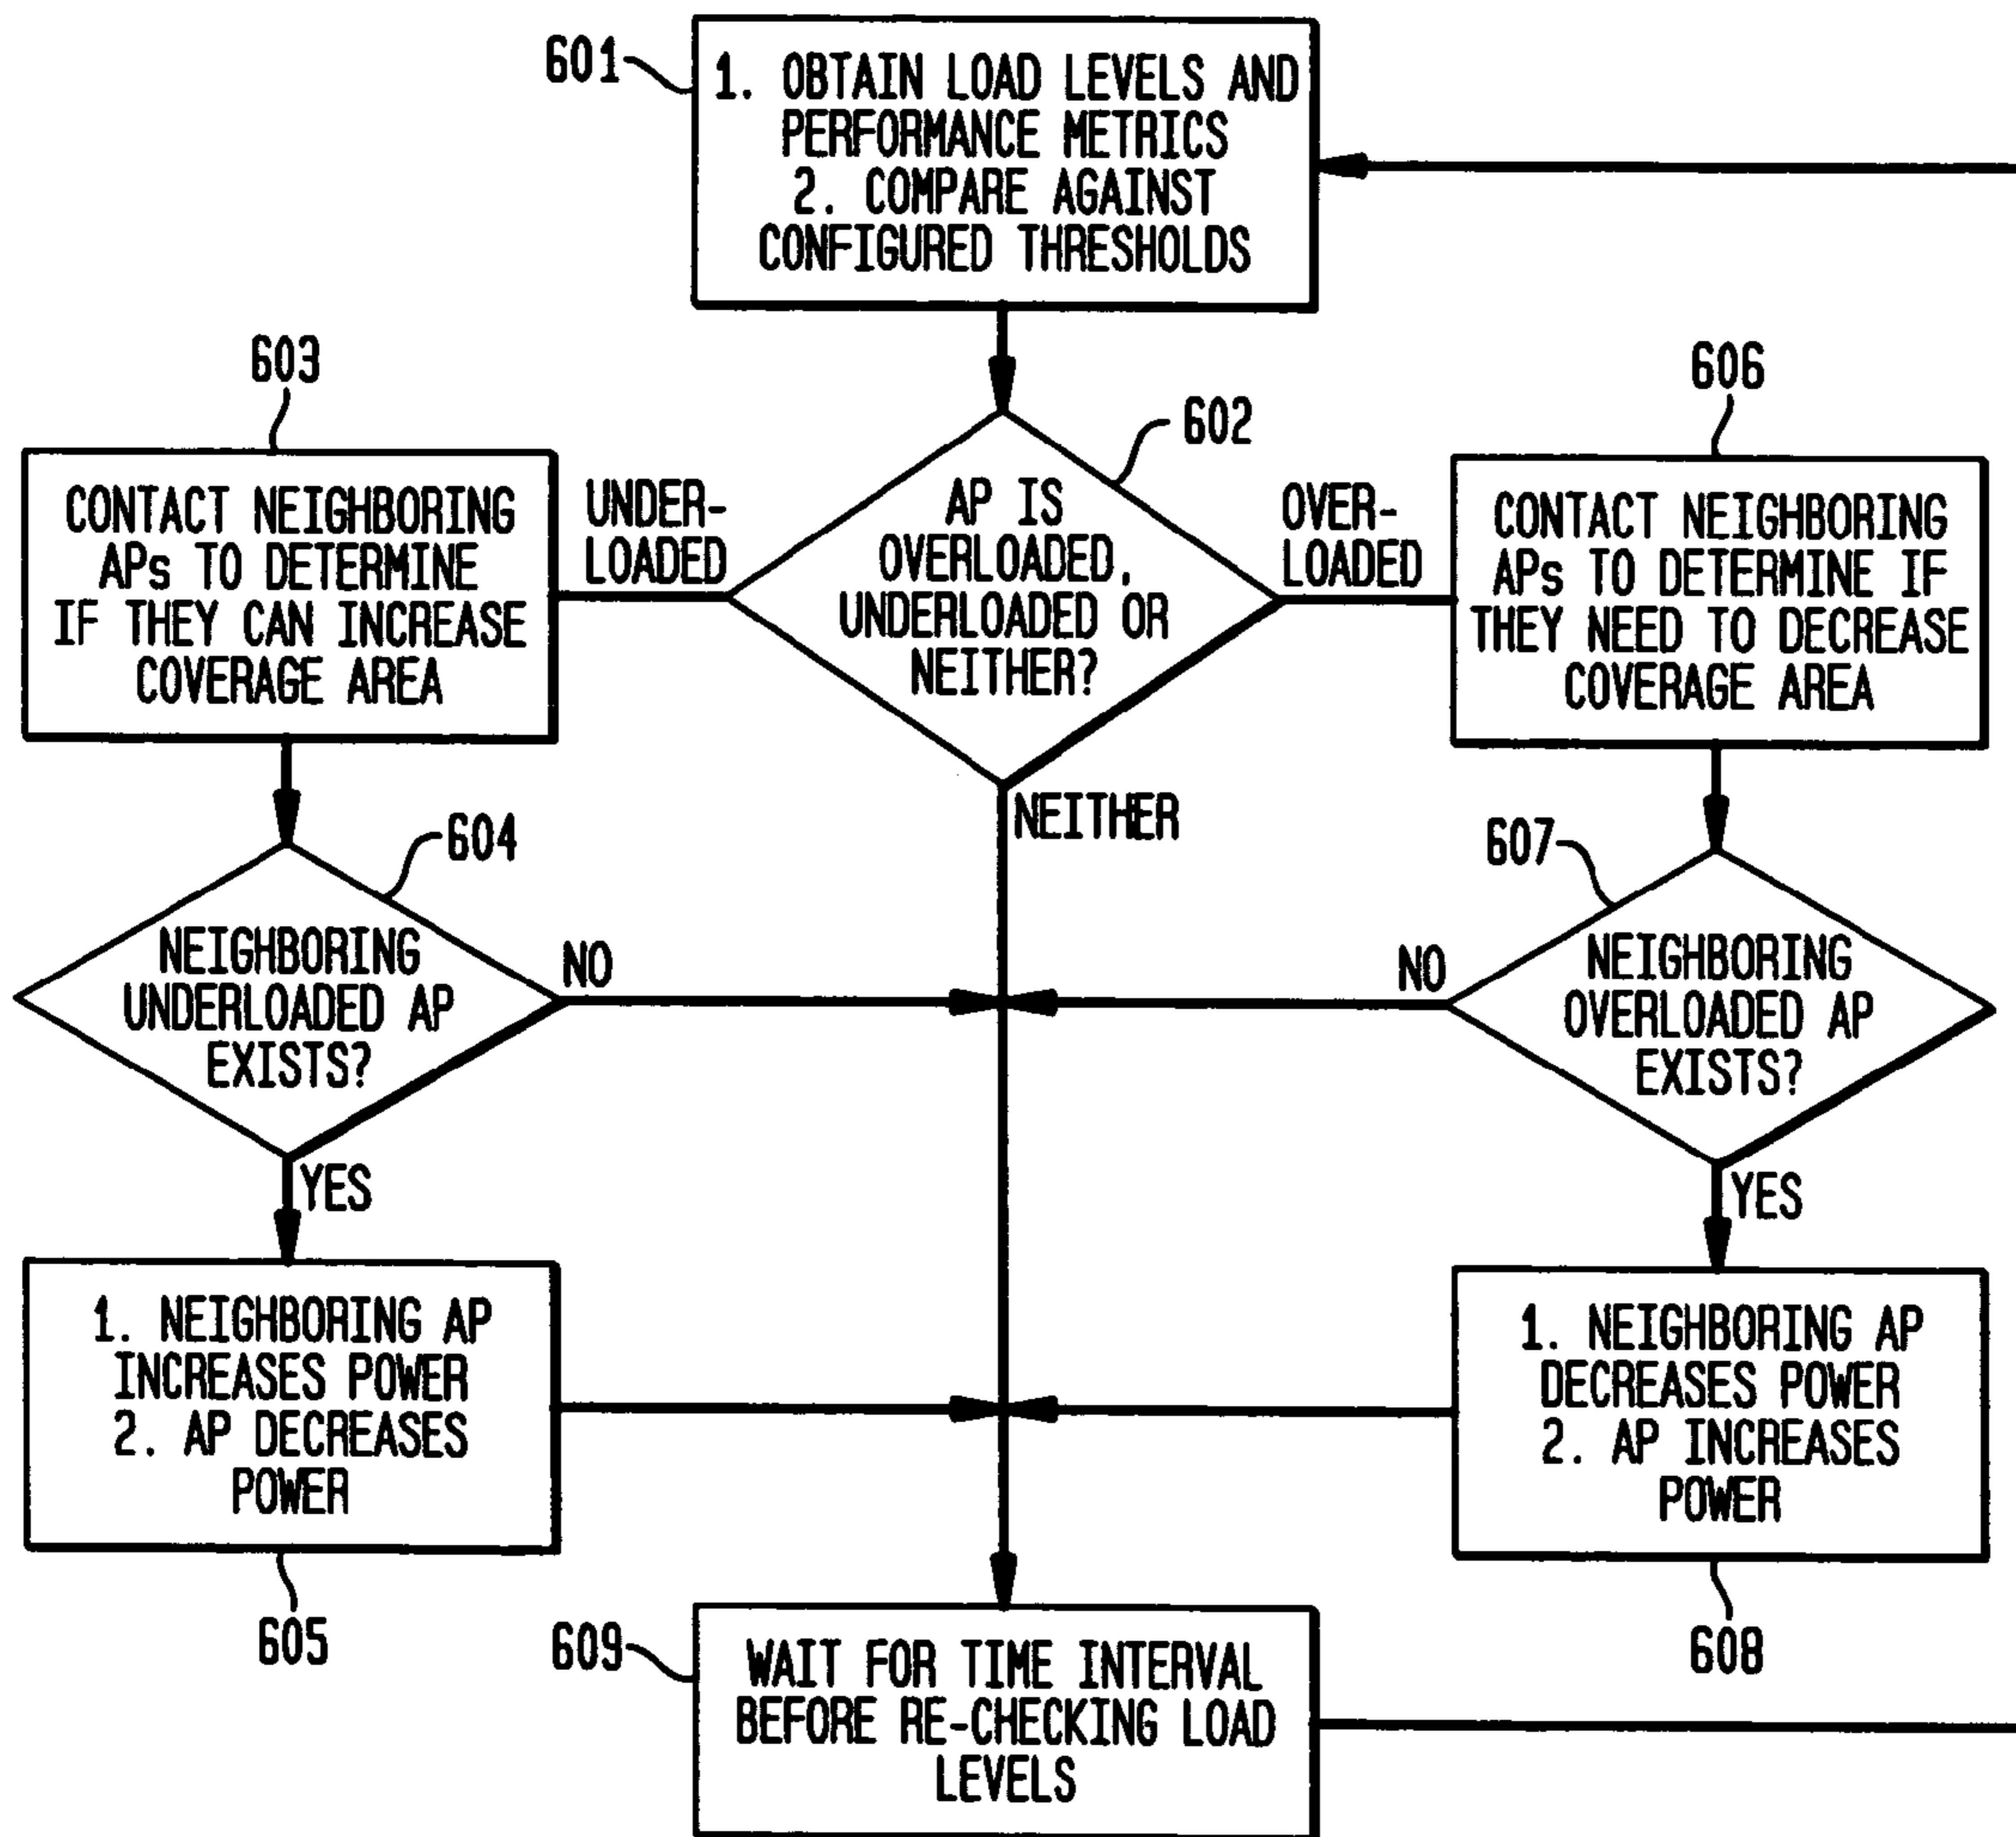 601
1. OBTAIN LOAD LEVELS AND
PERFORMANCE METRICS
2. COMPARE AGAINST
CONFIGURED THRESHOLDS
602
AP IS
OVERLOADED,
UNDERLOADED OR
NEITHER?
UNDER-
LOADED
OVER-
LOADED
NEITHER
603
CONTACT NEIGHBORING
APs TO DETERMINE
IF THEY CAN INCREASE
COVERAGE AREA
606
CONTACT NEIGHBORING
APs TO DETERMINE IF
THEY NEED TO DECREASE
COVERAGE AREA
604
NEIGHBORING
UNDERLOADED AP
EXISTS?
NO
YES
607
NEIGHBORING
OVERLOADED AP
EXISTS?
NO
YES
1. NEIGHBORING AP
INCREASES POWER
2. AP DECREASES
POWER
605
1. NEIGHBORING AP
DECREASES POWER
2. AP INCREASES
POWER
608
609
WAIT FOR TIME INTERVAL
BEFORE RE-CHECKING LOAD
LEVELS